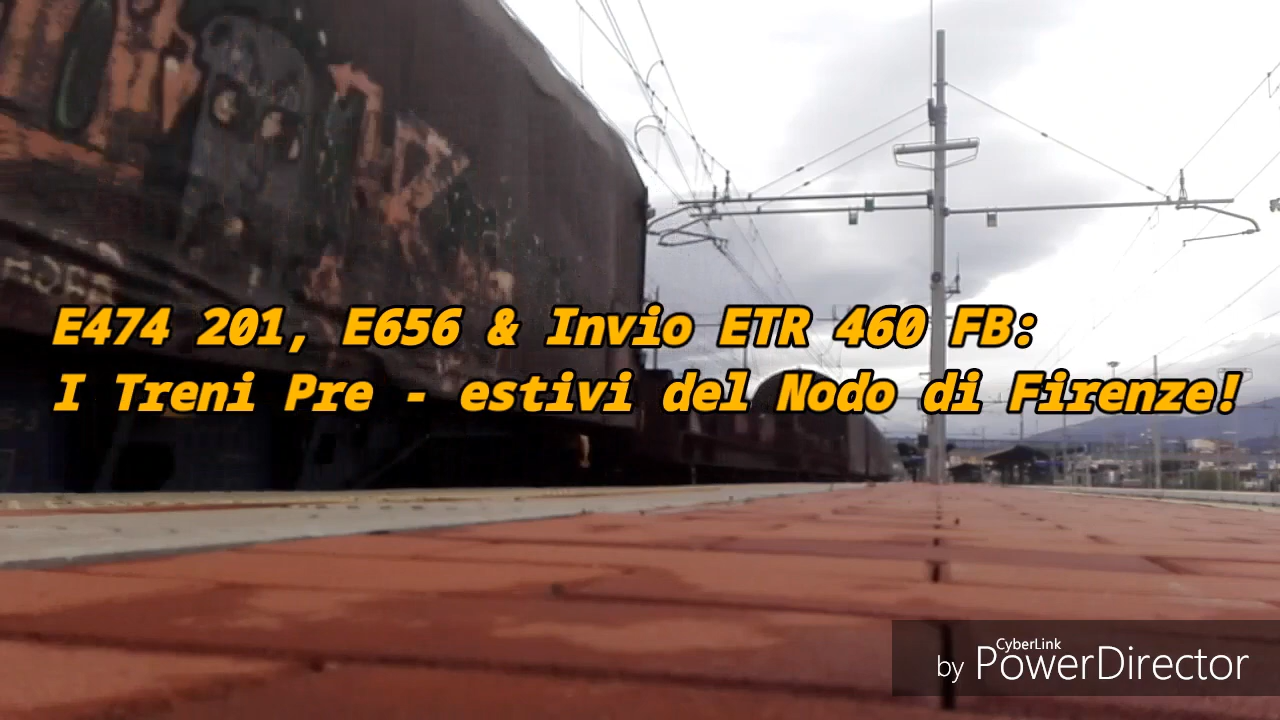 E474 201, E656 & Invio ETR 460 FB:
I Treni Pre - estivi del Nodo di Firenze!
by CyberLink PowerDirector